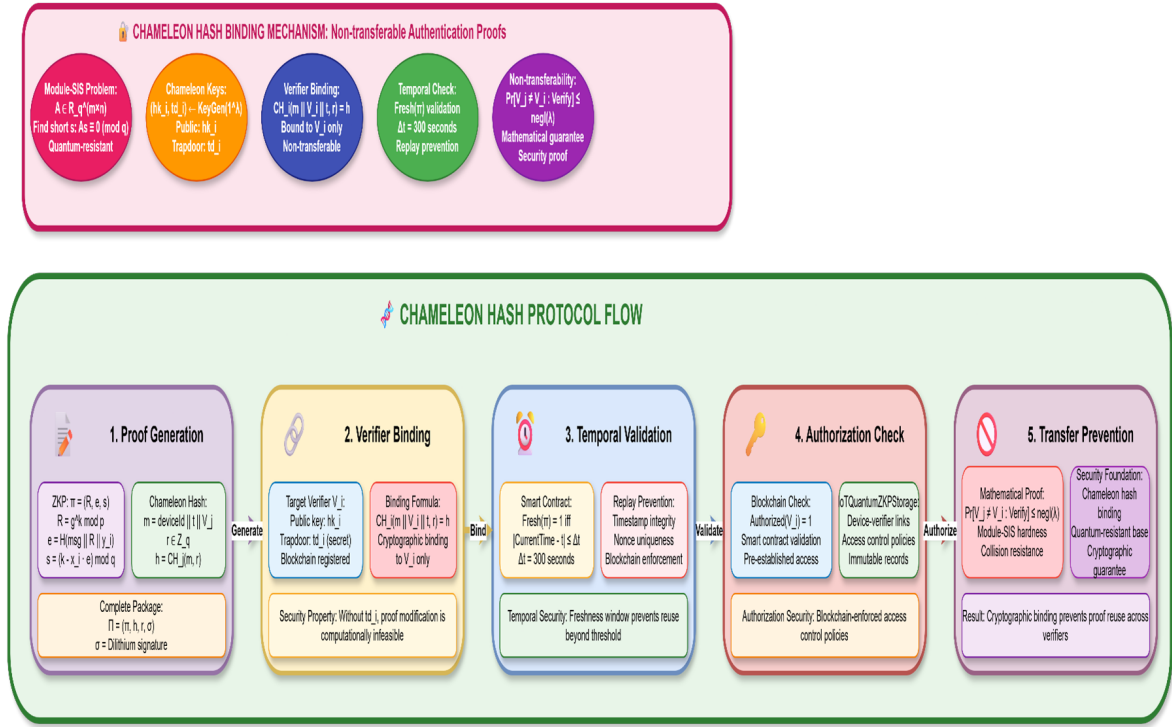 🔒 CHAMELEON HASH BINDING MECHANISM: Non-transferable Authentication Proofs
Module-SIS Problem:
A ∈ R_q^(m×n)
Find short s: As ≡ 0 (mod q)
Quantum-resistant
Chameleon Keys:
(hk_i, td_i) ← KeyGen(1^λ)
Public: hk_i
Trapdoor: td_i
Verifier Binding:
CH_i(m || V_i || t, r) = h
Bound to V_i only
Non-transferable
Temporal Check:
Fresh(π) validation
Δt = 300 seconds
Replay prevention
Non-transferability:
Pr[V_j ≠ V_i : Verify] ≤
negl(λ)
Mathematical guarantee
Security proof
🧬 CHAMELEON HASH PROTOCOL FLOW
1. Proof Generation
ZKP: π = (R, e, s)
R = g^k mod p
e = H(msg || R || y_i)
s = (k - x_i · e) mod q
Chameleon Hash:
m = deviceId || t || V_j
r ∈ Z_q
h = CH_j(m, r)
Complete Package:
Π = (π, h, r, σ)
σ = Dilithium signature
Generate
2. Verifier Binding
Target Verifier V_i:
Public key: hk_i
Trapdoor: td_i (secret)
Blockchain registered
Binding Formula:
CH_i(m || V_i || t, r) = h
Cryptographic binding
to V_i only
Security Property: Without td_i, proof modification is
computationally infeasible
Bind
3. Temporal Validation
Smart Contract:
Fresh(π) = 1 iff
|CurrentTime - t| ≤ Δt
Δt = 300 seconds
Replay Prevention:
Timestamp integrity
Nonce uniqueness
Blockchain enforcement
Temporal Security: Freshness window prevents reuse
beyond threshold
Validate
4. Authorization Check
Blockchain Check:
Authorized(V_i) = 1
Smart contract validation
Pre-established access
oTQuantumZKPStorage:
Device-verifier links
Access control policies
Immutable records
Authorization Security: Blockchain-enforced access
control policies
Authorize
5. Transfer Prevention
Mathematical Proof:
Pr[V_j ≠ V_i : Verify] ≤ negl(λ)
Module-SIS hardness
Collision resistance
Security Foundation:
Chameleon hash
binding
Quantum-resistant base
Cryptographic
guarantee
Result: Cryptographic binding prevents proof reuse across
verifiers